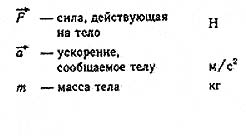 F⃗ — сила, действующая
на тело Н
a⃗ — ускорение,
сообщаемое телу м/с²
m — масса тела кг